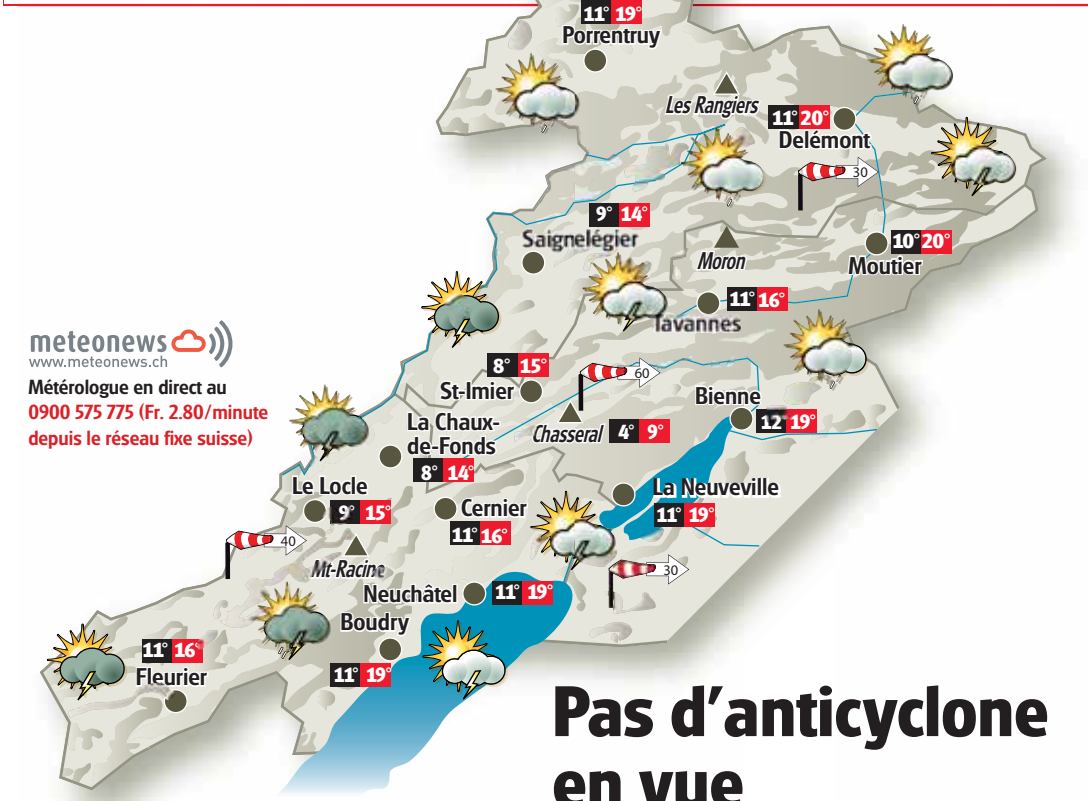 11° 19°
Porrentruy
Les Rangiers
11° 20°
Delémont
30
9° 14°
Saignelégier
Moron
10° 20°
Moutier
11° 16°
Tavannes
meteonews
www.meteonews.ch
Météorologue en direct au
0900 575 775 (Fr. 2.80/minute
depuis le réseau fixe suisse)
8° 15°
St-Imier
60
Bienne
12° 19°
Chasseral 4° 9°
La Chaux-
de-Fonds
8° 14°
Le Locle
9° 15°
Cernier
11° 16°
La Neuveville
11° 19°
40
Mt-Racine
30
Neuchâtel 11° 19°
Boudry
11° 19°
11° 16°
Fleurier
Pas d'anticyclone
en vue